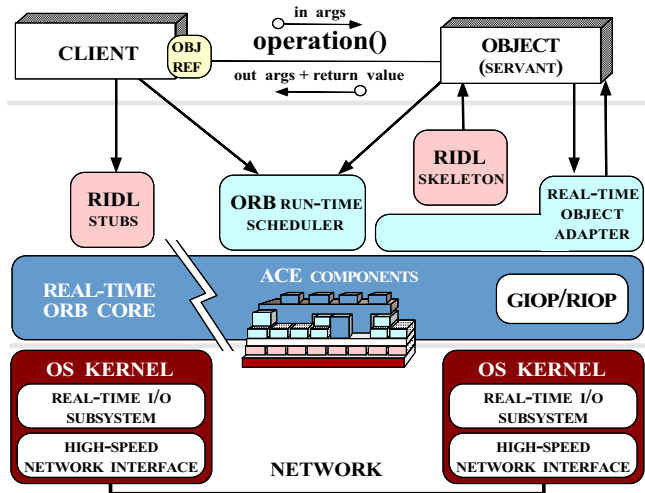 in args
operation()
out args + return value
CLIENT
OBJ
REF
OBJECT
(SERVANT)
RIDL
STUBS
ORB RUN-TIME
SCHEDULER
RIDL
SKELETON
REAL-TIME
OBJECT
ADAPTER
REAL-TIME
ORB CORE
ACE COMPONENTS
GIOP/RIOP
OS KERNEL
REAL-TIME I/O
SUBSYSTEM
HIGH-SPEED
NETWORK INTERFACE
NETWORK
OS KERNEL
REAL-TIME I/O
SUBSYSTEM
HIGH-SPEED
NETWORK INTERFACE